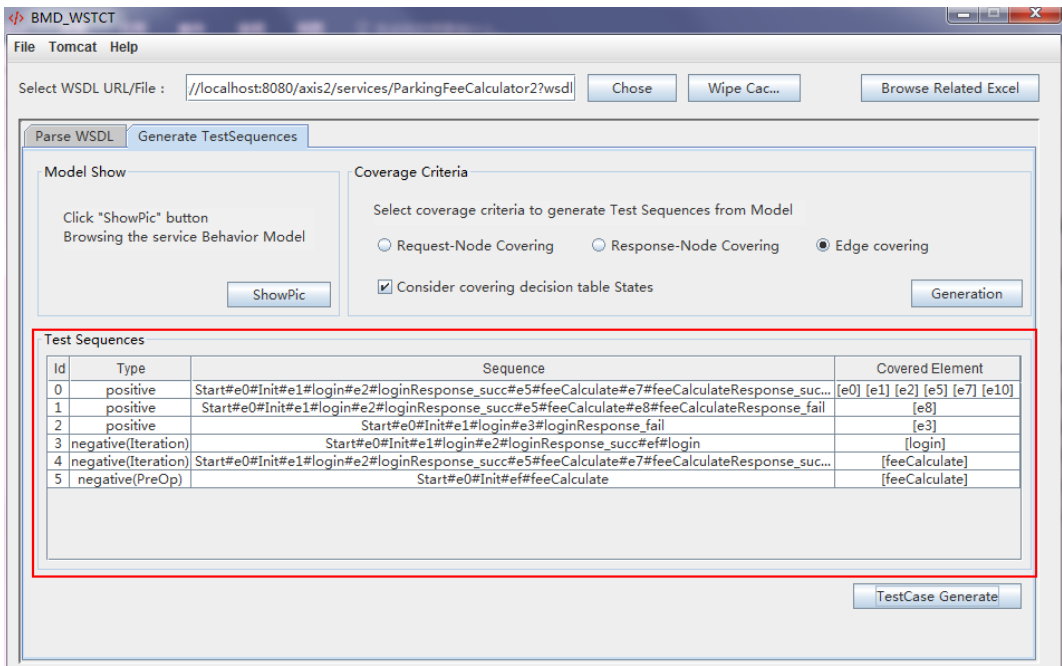 BMD_WSTCT
File Tomcat Help
Select WSDL URL/File : //localhost:8080/axis2/services/ParkingFeeCalculator2?wsdl Chose Wipe Cac... Browse Related Excel
Parse WSDL Generate TestSequences
Model Show Coverage Criteria
Click "ShowPic" button
Browsing the service Behavior Model
Select coverage criteria to generate Test Sequences from Model
Request-Node Covering Response-Node Covering Edge covering
Consider covering decision table States
ShowPic Generation
Test Sequences
Id Type Sequence Covered Element
0 positive Start#e0#Init#e1#login#e2#loginResponse_succ#e5#feeCalculate#e7#feeCalculateResponse_suc... [e0] [e1] [e2] [e5] [e7] [e10]
1 positive Start#e0#Init#e1#login#e2#loginResponse_succ#e5#feeCalculate#e8#feeCalculateResponse_fail [e8]
2 positive Start#e0#Init#e1#login#e3#loginResponse_fail [e3]
3 negative(Iteration) Start#e0#Init#e1#login#e2#loginResponse_succ#ef#login [login]
4 negative(Iteration) Start#e0#Init#e1#login#e2#loginResponse_succ#e5#feeCalculate#e7#feeCalculateResponse_suc... [feeCalculate]
5 negative(PreOp) Start#e0#Init#ef#feeCalculate [feeCalculate]
TestCase Generate